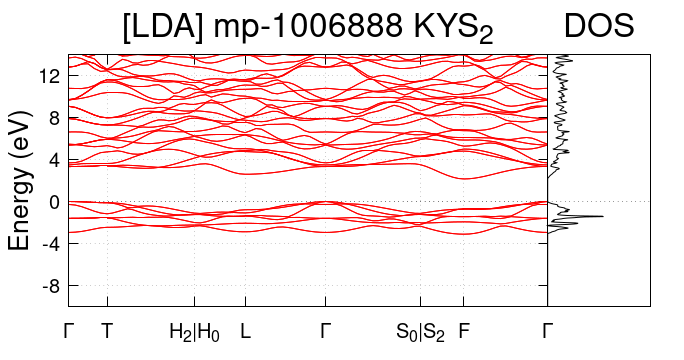 [LDA] mp-1006888 KYS₂ DOS
Energy (eV)
12
8
4
0
-4
-8
Γ T H₂|H₀ L Γ S₀|S₂ F Γ